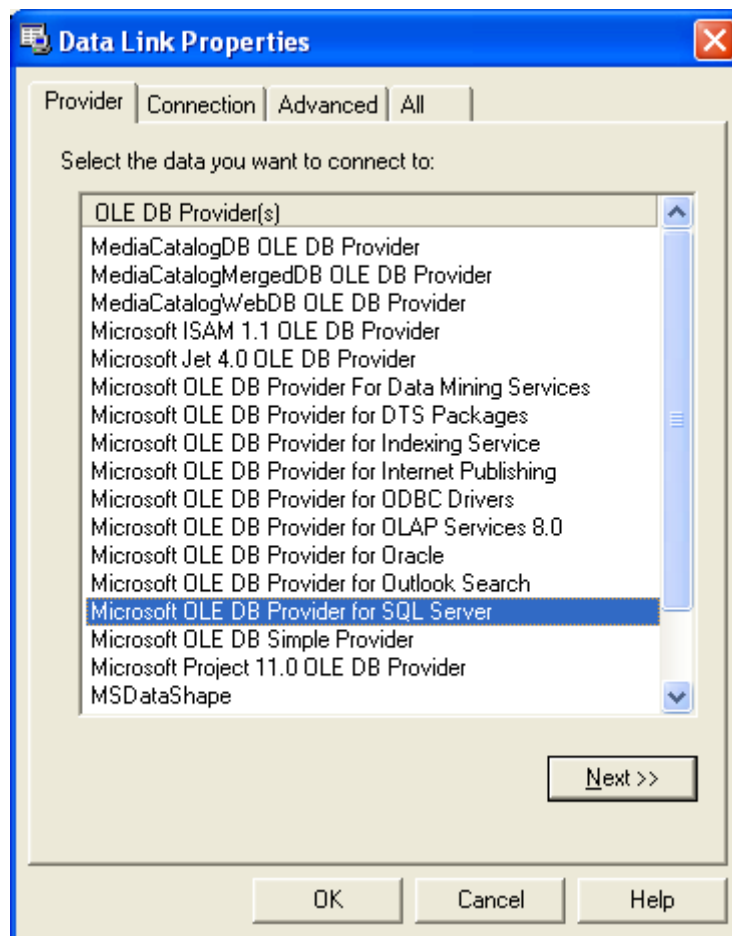 Data Link Properties
Provider Connection Advanced All
Select the data you want to connect to:
OLE DB Provider(s)
MediaCatalogDB OLE DB Provider
MediaCatalogMergedDB OLE DB Provider
MediaCatalogWebDB OLE DB Provider
Microsoft ISAM 1.1 OLE DB Provider
Microsoft Jet 4.0 OLE DB Provider
Microsoft OLE DB Provider For Data Mining Services
Microsoft OLE DB Provider for DTS Packages
Microsoft OLE DB Provider for Indexing Service
Microsoft OLE DB Provider for Internet Publishing
Microsoft OLE DB Provider for ODBC Drivers
Microsoft OLE DB Provider for OLAP Services 8.0
Microsoft OLE DB Provider for Oracle
Microsoft OLE DB Provider for Outlook Search
Microsoft OLE DB Provider for SQL Server
Microsoft OLE DB Simple Provider
Microsoft Project 11.0 OLE DB Provider
MSDataShape
Next >>
OK Cancel Help